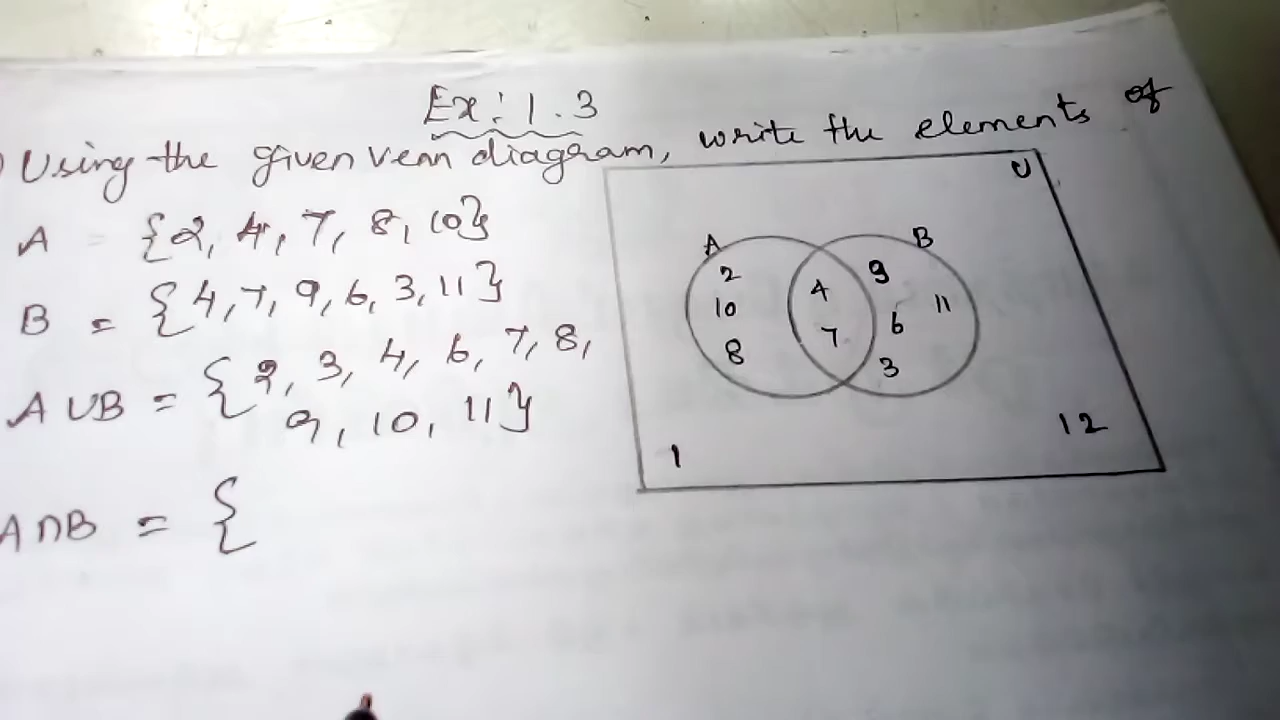 Ex: 1.3
) Using the given venn diagram, write the elements of
A = {2, 4, 7, 8, 10}
B = {4, 7, 9, 6, 3, 11}
A∪B = {2, 3, 4, 6, 7, 8,
9, 10, 11}
A∩B = {
U
A B
2 4 9
10 11
7 6
8 3
12
1